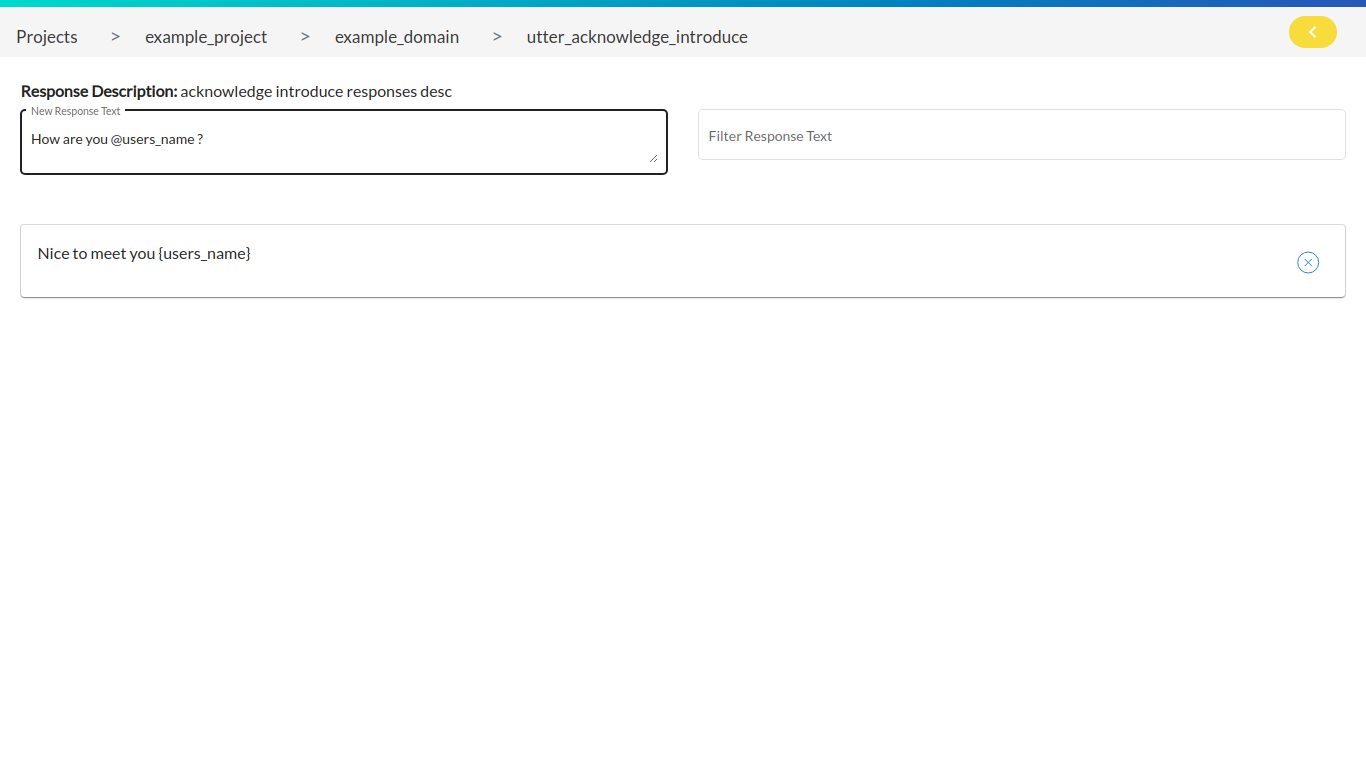 Projects > example_project > example_domain > utter_acknowledge_introduce
Response Description: acknowledge introduce responses desc
New Response Text
How are you @users_name ?
Filter Response Text
Nice to meet you {users_name}